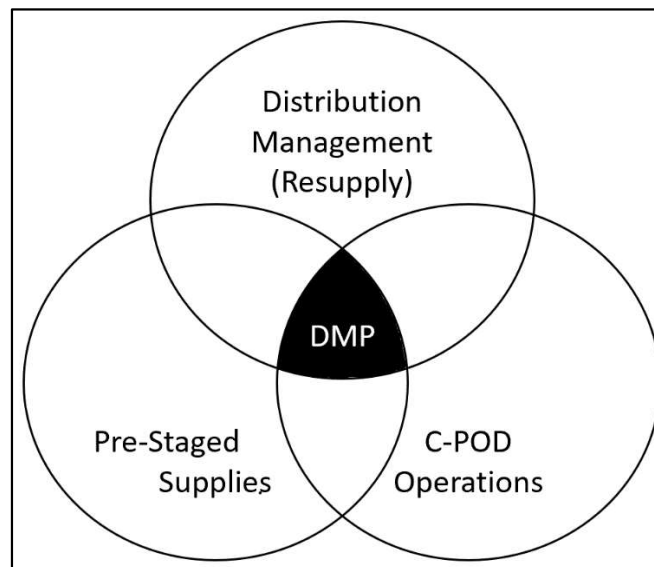 Distribution
Management
(Resupply)
DMP
Pre-Staged
Supplies
C-POD
Operations